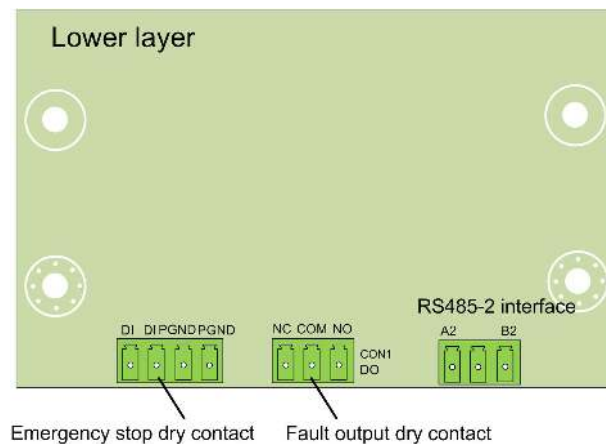 Lower layer
RS485-2 interface
DI DI PGND PGND
NC COM NO
A2 B2
CON1
DO
Emergency stop dry contact
Fault output dry contact